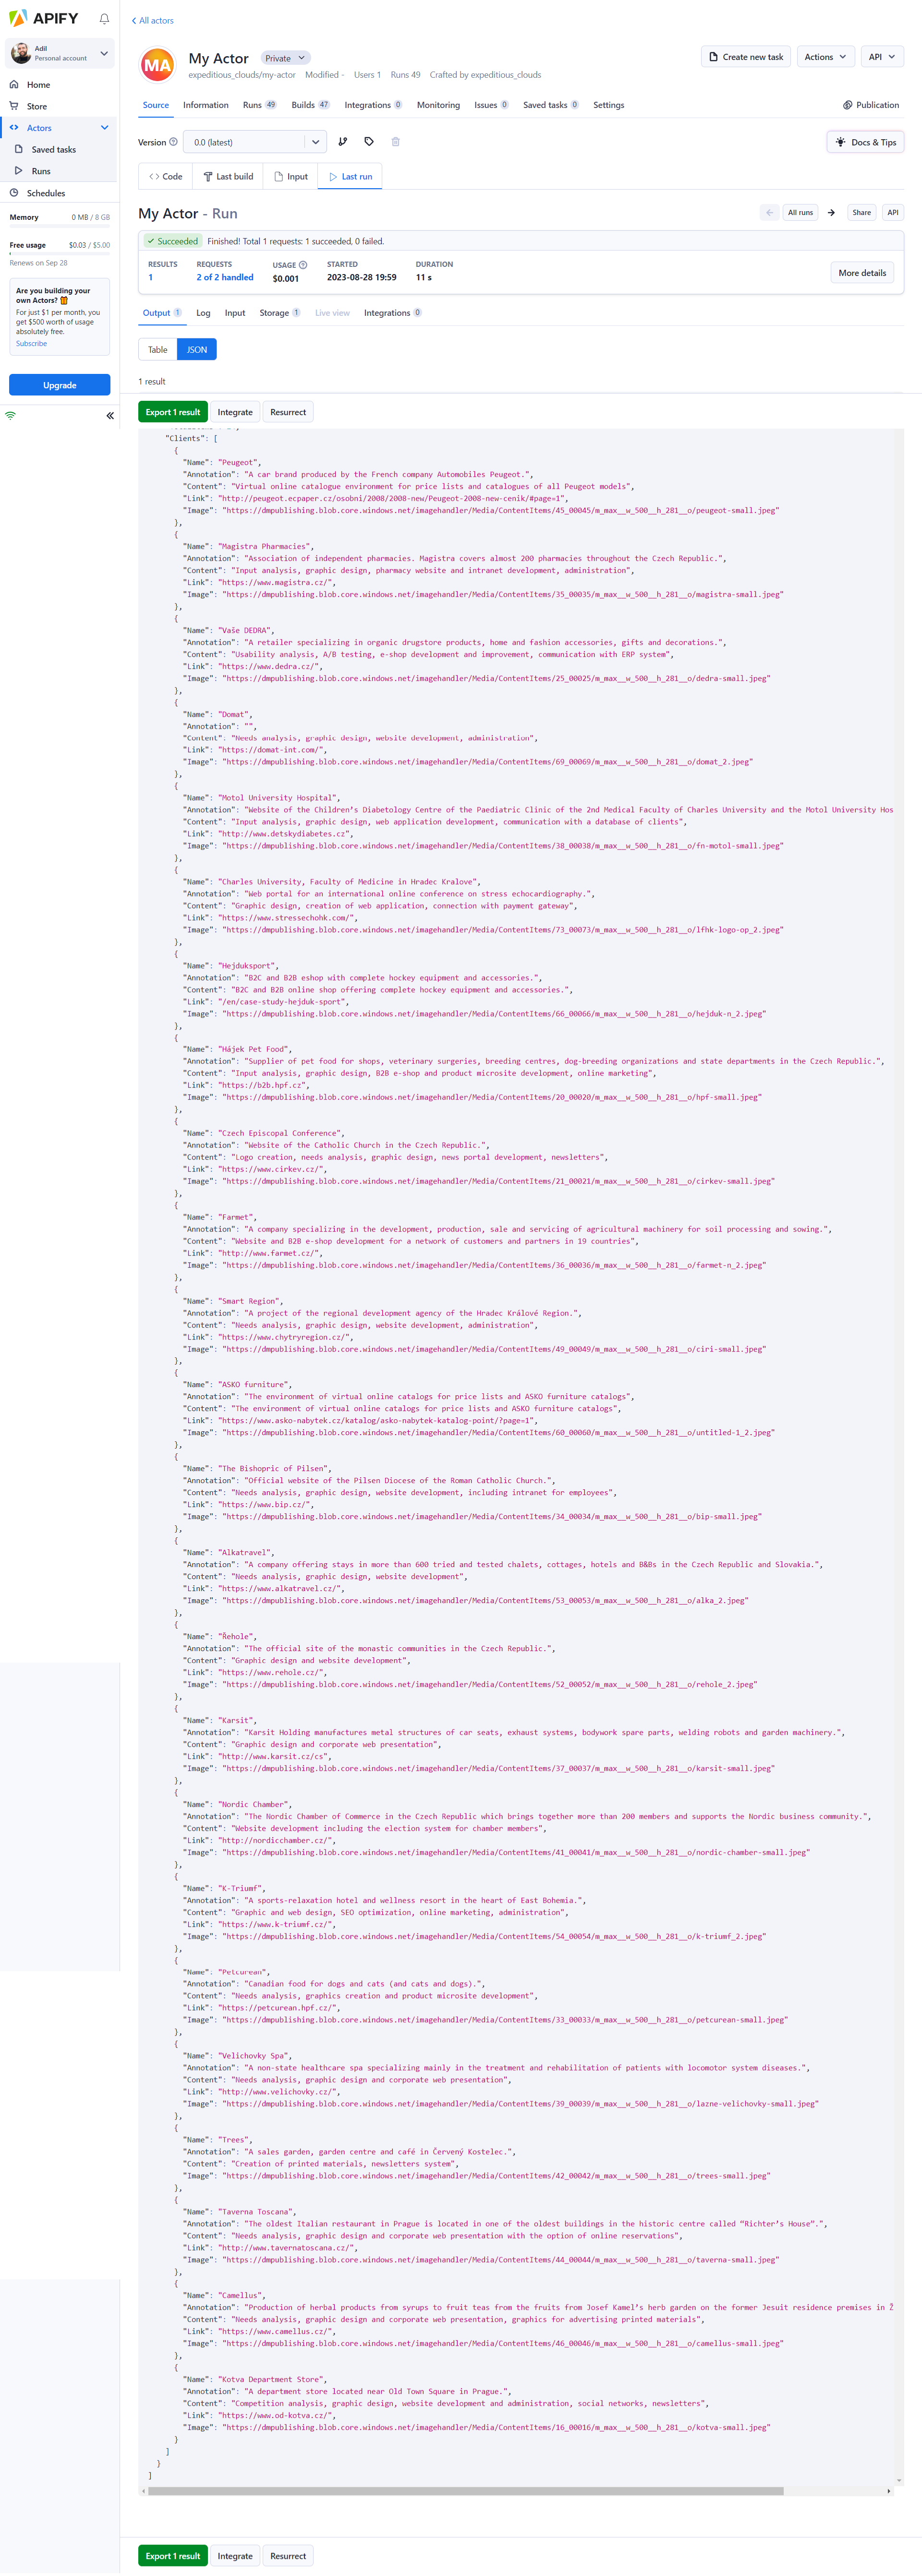 APIFY
Adil
Personal account
Home
Store
Actors
Saved tasks
Runs
Schedules
Memory 0 MB / 8 GB
Free usage $0.03 / $5.00
Renews on Sep 28
Are you building your
own Actors? 🎁
For just $1 per month, you
get $500 worth of usage
absolutely free.
Subscribe
Upgrade
All actors
MA
My Actor Private
expeditious_clouds/my-actor Modified - Users 1 Runs 49 Crafted by expeditious_clouds
Create new task Actions API
Source Information Runs 49 Builds 47 Integrations 0 Monitoring Issues 0 Saved tasks 0 Settings Publication
Version 0.0 (latest) Docs & Tips
Code Last build Input Last run
My Actor - Run All runs Share API
Succeeded Finished! Total 1 requests: 1 succeeded, 0 failed.
RESULTS REQUESTS USAGE STARTED DURATION
1 2 of 2 handled $0.001 2023-08-28 19:59 11 s More details
Output 1 Log Input Storage 1 Live view Integrations 0
Table JSON
1 result
Export 1 result Integrate Resurrect
"Clients": [
{
"Name": "Peugeot",
"Annotation": "A car brand produced by the French company Automobiles Peugeot.",
"Content": "Virtual online catalogue environment for price lists and catalogues of all Peugeot models",
"Link": "http://peugeot.ecpaper.cz/osobni/2008/2008-new/Peugeot-2008-new-cenik/#page=1",
"Image": "https://dmpublishing.blob.core.windows.net/imagehandler/Media/ContentItems/45_00045/m_max__w_500__h_281__o/peugeot-small.jpeg"
},
{
"Name": "Magistra Pharmacies",
"Annotation": "Association of independent pharmacies. Magistra covers almost 200 pharmacies throughout the Czech Republic.",
"Content": "Input analysis, graphic design, pharmacy website and intranet development, administration",
"Link": "https://www.magistra.cz/",
"Image": "https://dmpublishing.blob.core.windows.net/imagehandler/Media/ContentItems/35_00035/m_max__w_500__h_281__o/magistra-small.jpeg"
},
{
"Name": "Vaše DEDRA",
"Annotation": "A retailer specializing in organic drugstore products, home and fashion accessories, gifts and decorations.",
"Content": "Usability analysis, A/B testing, e-shop development and improvement, communication with ERP system",
"Link": "https://www.dedra.cz/",
"Image": "https://dmpublishing.blob.core.windows.net/imagehandler/Media/ContentItems/25_00025/m_max__w_500__h_281__o/dedra-small.jpeg"
},
{
"Name": "Domat",
"Annotation": "",
"Content": "Needs analysis, graphic design, website development, administration",
"Link": "https://domat-int.com/",
"Image": "https://dmpublishing.blob.core.windows.net/imagehandler/Media/ContentItems/69_00069/m_max__w_500__h_281__o/domat_2.jpeg"
},
{
"Name": "Motol University Hospital",
"Annotation": "Website of the Children’s Diabetology Centre of the Paediatric Clinic of the 2nd Medical Faculty of Charles University and the Motol University Hos
"Content": "Input analysis, graphic design, web application development, communication with a database of clients",
"Link": "http://www.detskydiabetes.cz",
"Image": "https://dmpublishing.blob.core.windows.net/imagehandler/Media/ContentItems/38_00038/m_max__w_500__h_281__o/fn-motol-small.jpeg"
},
{
"Name": "Charles University, Faculty of Medicine in Hradec Kralove",
"Annotation": "Web portal for an international online conference on stress echocardiography.",
"Content": "Graphic design, creation of web application, connection with payment gateway",
"Link": "https://www.stressechohk.com/",
"Image": "https://dmpublishing.blob.core.windows.net/imagehandler/Media/ContentItems/73_00073/m_max__w_500__h_281__o/lfhk-logo-op_2.jpeg"
},
{
"Name": "Hejduksport",
"Annotation": "B2C and B2B eshop with complete hockey equipment and accessories.",
"Content": "B2C and B2B online shop offering complete hockey equipment and accessories.",
"Link": "/en/case-study-hejduk-sport",
"Image": "https://dmpublishing.blob.core.windows.net/imagehandler/Media/ContentItems/66_00066/m_max__w_500__h_281__o/hejduk-n_2.jpeg"
},
{
"Name": "Hájek Pet Food",
"Annotation": "Supplier of pet food for shops, veterinary surgeries, breeding centres, dog-breeding organizations and state departments in the Czech Republic.",
"Content": "Input analysis, graphic design, B2B e-shop and product microsite development, online marketing",
"Link": "https://b2b.hpf.cz",
"Image": "https://dmpublishing.blob.core.windows.net/imagehandler/Media/ContentItems/20_00020/m_max__w_500__h_281__o/hpf-small.jpeg"
},
{
"Name": "Czech Episcopal Conference",
"Annotation": "Website of the Catholic Church in the Czech Republic.",
"Content": "Logo creation, needs analysis, graphic design, news portal development, newsletters",
"Link": "https://www.cirkev.cz/",
"Image": "https://dmpublishing.blob.core.windows.net/imagehandler/Media/ContentItems/21_00021/m_max__w_500__h_281__o/cirkev-small.jpeg"
},
{
"Name": "Farmet",
"Annotation": "A company specializing in the development, production, sale and servicing of agricultural machinery for soil processing and sowing.",
"Content": "Website and B2B e-shop development for a network of customers and partners in 19 countries",
"Link": "http://www.farmet.cz/",
"Image": "https://dmpublishing.blob.core.windows.net/imagehandler/Media/ContentItems/36_00036/m_max__w_500__h_281__o/farmet-n_2.jpeg"
},
{
"Name": "Smart Region",
"Annotation": "A project of the regional development agency of the Hradec Králové Region.",
"Content": "Needs analysis, graphic design, website development, administration",
"Link": "https://www.chytryregion.cz/",
"Image": "https://dmpublishing.blob.core.windows.net/imagehandler/Media/ContentItems/49_00049/m_max__w_500__h_281__o/ciri-small.jpeg"
},
{
"Name": "ASKO furniture",
"Annotation": "The environment of virtual online catalogs for price lists and ASKO furniture catalogs",
"Content": "The environment of virtual online catalogs for price lists and ASKO furniture catalogs",
"Link": "https://www.asko-nabytek.cz/katalog/asko-nabytek-katalog-point/?page=1",
"Image": "https://dmpublishing.blob.core.windows.net/imagehandler/Media/ContentItems/60_00060/m_max__w_500__h_281__o/untitled-1_2.jpeg"
},
{
"Name": "The Bishopric of Pilsen",
"Annotation": "Official website of the Pilsen Diocese of the Roman Catholic Church.",
"Content": "Needs analysis, graphic design, website development, including intranet for employees",
"Link": "https://www.bip.cz/",
"Image": "https://dmpublishing.blob.core.windows.net/imagehandler/Media/ContentItems/34_00034/m_max__w_500__h_281__o/bip-small.jpeg"
},
{
"Name": "Alkatravel",
"Annotation": "A company offering stays in more than 600 tried and tested chalets, cottages, hotels and B&Bs in the Czech Republic and Slovakia.",
"Content": "Needs analysis, graphic design, website development",
"Link": "https://www.alkatravel.cz/",
"Image": "https://dmpublishing.blob.core.windows.net/imagehandler/Media/ContentItems/53_00053/m_max__w_500__h_281__o/alka_2.jpeg"
},
{
"Name": "Řehole",
"Annotation": "The official site of the monastic communities in the Czech Republic.",
"Content": "Graphic design and website development",
"Link": "https://www.rehole.cz/",
"Image": "https://dmpublishing.blob.core.windows.net/imagehandler/Media/ContentItems/52_00052/m_max__w_500__h_281__o/rehole_2.jpeg"
},
{
"Name": "Karsit",
"Annotation": "Karsit Holding manufactures metal structures of car seats, exhaust systems, bodywork spare parts, welding robots and garden machinery.",
"Content": "Graphic design and corporate web presentation",
"Link": "http://www.karsit.cz/cs",
"Image": "https://dmpublishing.blob.core.windows.net/imagehandler/Media/ContentItems/37_00037/m_max__w_500__h_281__o/karsit-small.jpeg"
},
{
"Name": "Nordic Chamber",
"Annotation": "The Nordic Chamber of Commerce in the Czech Republic which brings together more than 200 members and supports the Nordic business community.",
"Content": "Website development including the election system for chamber members",
"Link": "http://nordicchamber.cz/",
"Image": "https://dmpublishing.blob.core.windows.net/imagehandler/Media/ContentItems/41_00041/m_max__w_500__h_281__o/nordic-chamber-small.jpeg"
},
{
"Name": "K-Triumf",
"Annotation": "A sports-relaxation hotel and wellness resort in the heart of East Bohemia.",
"Content": "Graphic and web design, SEO optimization, online marketing, administration",
"Link": "https://www.k-triumf.cz/",
"Image": "https://dmpublishing.blob.core.windows.net/imagehandler/Media/ContentItems/54_00054/m_max__w_500__h_281__o/k-triumf_2.jpeg"
},
{
"Name": "Petcurean",
"Annotation": "Canadian food for dogs and cats (and cats and dogs).",
"Content": "Needs analysis, graphics creation and product microsite development",
"Link": "https://petcurean.hpf.cz/",
"Image": "https://dmpublishing.blob.core.windows.net/imagehandler/Media/ContentItems/33_00033/m_max__w_500__h_281__o/petcurean-small.jpeg"
},
{
"Name": "Velichovky Spa",
"Annotation": "A non-state healthcare spa specializing mainly in the treatment and rehabilitation of patients with locomotor system diseases.",
"Content": "Needs analysis, graphic design and corporate web presentation",
"Link": "http://www.velichovky.cz/",
"Image": "https://dmpublishing.blob.core.windows.net/imagehandler/Media/ContentItems/39_00039/m_max__w_500__h_281__o/lazne-velichovky-small.jpeg"
},
{
"Name": "Trees",
"Annotation": "A sales garden, garden centre and café in Červený Kostelec.",
"Content": "Creation of printed materials, newsletters system",
"Image": "https://dmpublishing.blob.core.windows.net/imagehandler/Media/ContentItems/42_00042/m_max__w_500__h_281__o/trees-small.jpeg"
},
{
"Name": "Taverna Toscana",
"Annotation": "The oldest Italian restaurant in Prague is located in one of the oldest buildings in the historic centre called “Richter’s House”.",
"Content": "Needs analysis, graphic design and corporate web presentation with the option of online reservations",
"Link": "http://www.tavernatoscana.cz/",
"Image": "https://dmpublishing.blob.core.windows.net/imagehandler/Media/ContentItems/44_00044/m_max__w_500__h_281__o/taverna-small.jpeg"
},
{
"Name": "Camellus",
"Annotation": "Production of herbal products from syrups to fruit teas from the fruits from Josef Kamel’s herb garden on the former Jesuit residence premises in Ž
"Content": "Needs analysis, graphic design and corporate web presentation, graphics for advertising printed materials",
"Link": "https://www.camellus.cz/",
"Image": "https://dmpublishing.blob.core.windows.net/imagehandler/Media/ContentItems/46_00046/m_max__w_500__h_281__o/camellus-small.jpeg"
},
{
"Name": "Kotva Department Store",
"Annotation": "A department store located near Old Town Square in Prague.",
"Content": "Competition analysis, graphic design, website development and administration, social networks, newsletters",
"Link": "https://www.od-kotva.cz/",
"Image": "https://dmpublishing.blob.core.windows.net/imagehandler/Media/ContentItems/16_00016/m_max__w_500__h_281__o/kotva-small.jpeg"
}
]
}
]
Export 1 result Integrate Resurrect